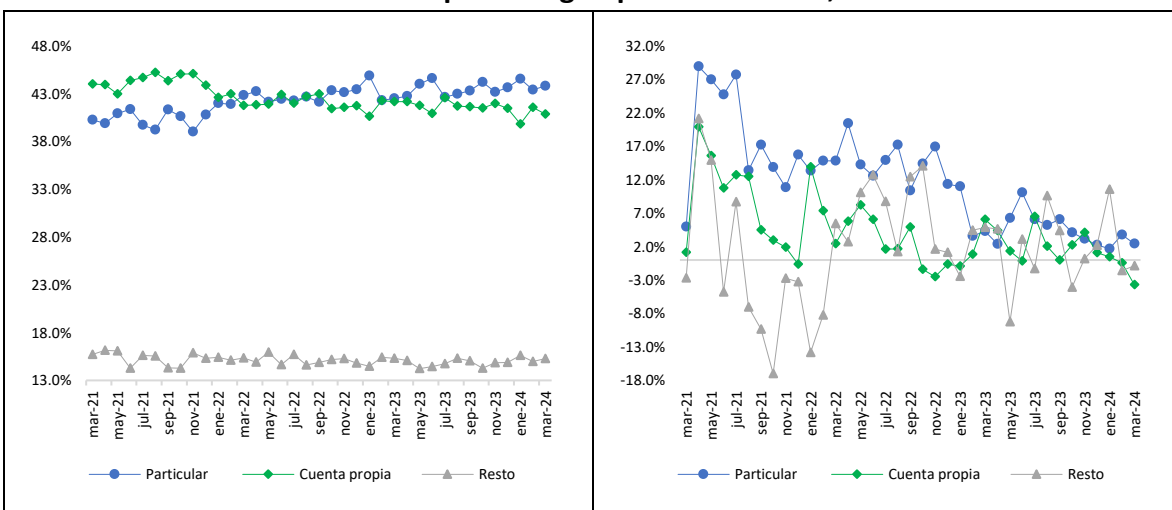 48.0%
43.0%
38.0%
33.0%
28.0%
23.0%
18.0%
13.0%
mar-21
may-21
jul-21
sep-21
nov-21
ene-22
mar-22
may-22
jul-22
sep-22
nov-22
ene-23
mar-23
may-23
jul-23
sep-23
nov-23
ene-24
mar-24
Particular Cuenta propia Resto
32.0%
27.0%
22.0%
17.0%
12.0%
7.0%
2.0%
-3.0%
-8.0%
-13.0%
-18.0%
mar-21
may-21
jul-21
sep-21
nov-21
ene-22
mar-22
may-22
jul-22
sep-22
nov-22
ene-23
mar-23
may-23
jul-23
sep-23
nov-23
ene-24
mar-24
Particular Cuenta propia Resto